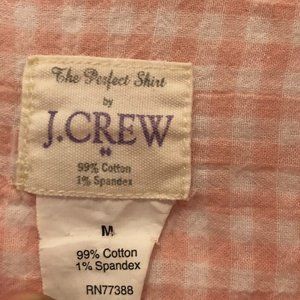 The Perfect Shirt
by
J.CREW
99% Cotton
1% Spandex
M
99% Cotton
1% Spandex
RN77388